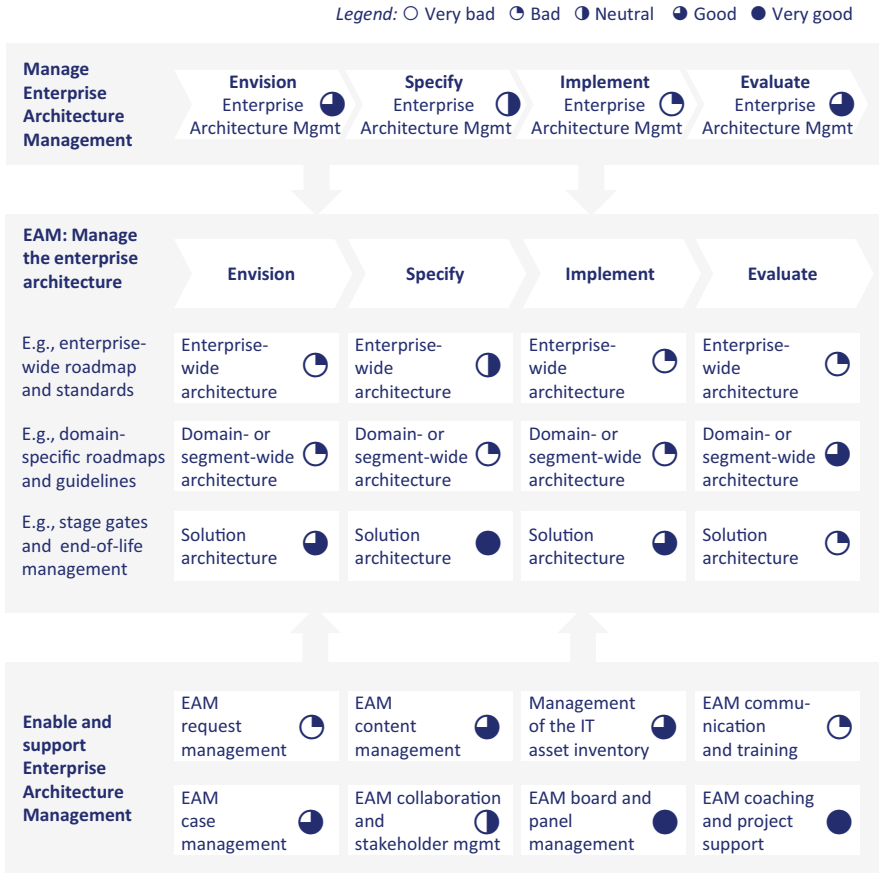 Legend: Very bad Bad Neutral Good Very good
Manage
Enterprise
Architecture
Management
Envision
Enterprise
Architecture Mgmt
Specify
Enterprise
Architecture Mgmt
Implement
Enterprise
Architecture Mgmt
Evaluate
Enterprise
Architecture Mgmt
EAM: Manage
the enterprise
architecture
Envision
Specify
Implement
Evaluate
E.g., enterprise-
wide roadmap
and standards
Enterprise-
wide
architecture
Enterprise-
wide
architecture
Enterprise-
wide
architecture
Enterprise-
wide
architecture
E.g., domain-
specific roadmaps
and guidelines
Domain- or
segment-wide
architecture
Domain- or
segment-wide
architecture
Domain- or
segment-wide
architecture
Domain- or
segment-wide
architecture
E.g., stage gates
and end-of-life
management
Solution
architecture
Solution
architecture
Solution
architecture
Solution
architecture
Enable and
support
Enterprise
Architecture
Management
EAM
request
management
EAM
content
management
Management
of the IT
asset inventory
EAM commu-
nication
and training
EAM
case
management
EAM collaboration
and
stakeholder mgmt
EAM board and
panel
management
EAM coaching
and project
support